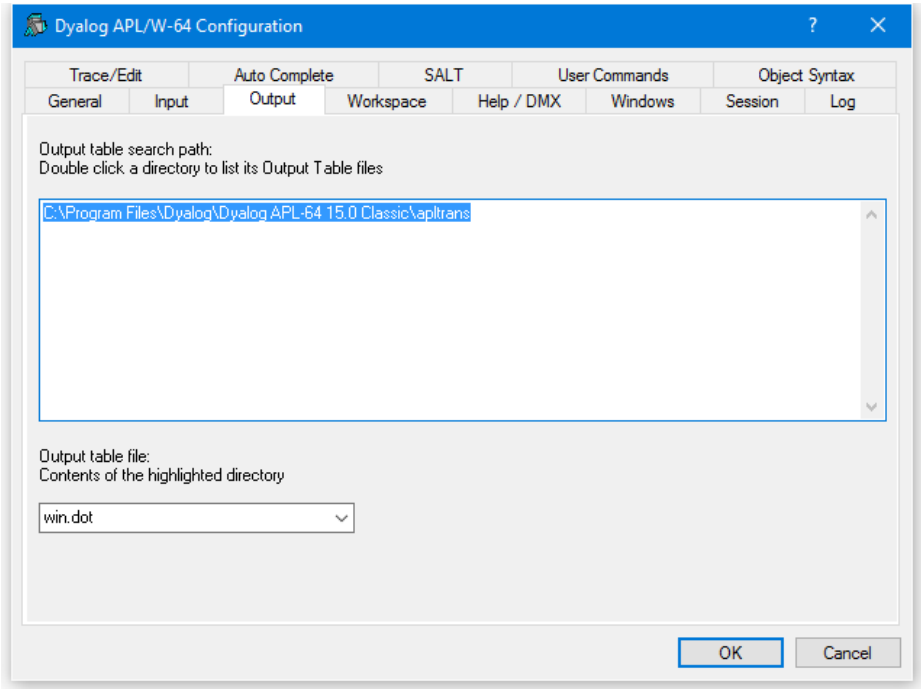 Dyalog APL/W-64 Configuration ?
Trace/Edit Auto Complete SALT User Commands Object Syntax
General Input Output Workspace Help / DMX Windows Session Log
Output table search path:
Double click a directory to list its Output Table files
C:\Program Files\Dyalog\Dyalog APL-64 15.0 Classic\apltrans
Output table file:
Contents of the highlighted directory
win.dot
OK Cancel